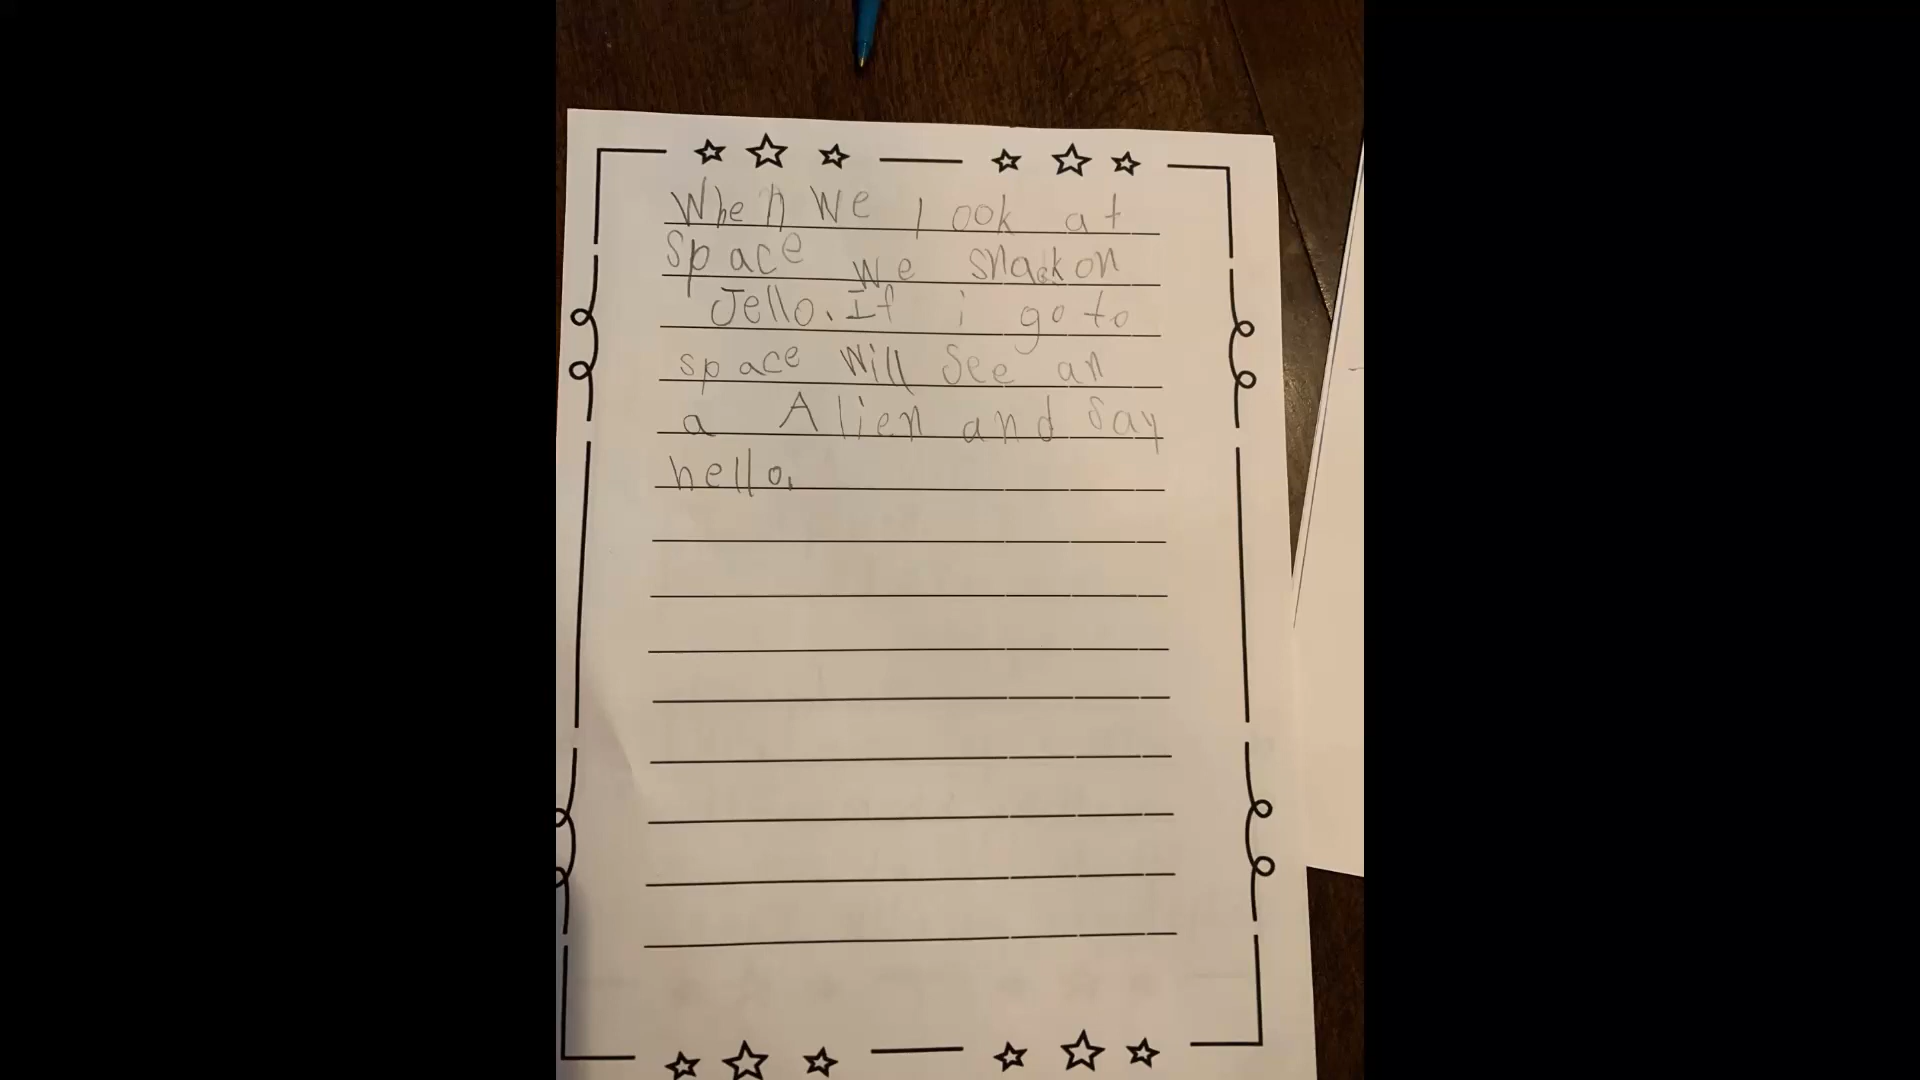 When We look at
Space We snack on
Jello. If i go to
space Will See an
a Alien and Say
hello.